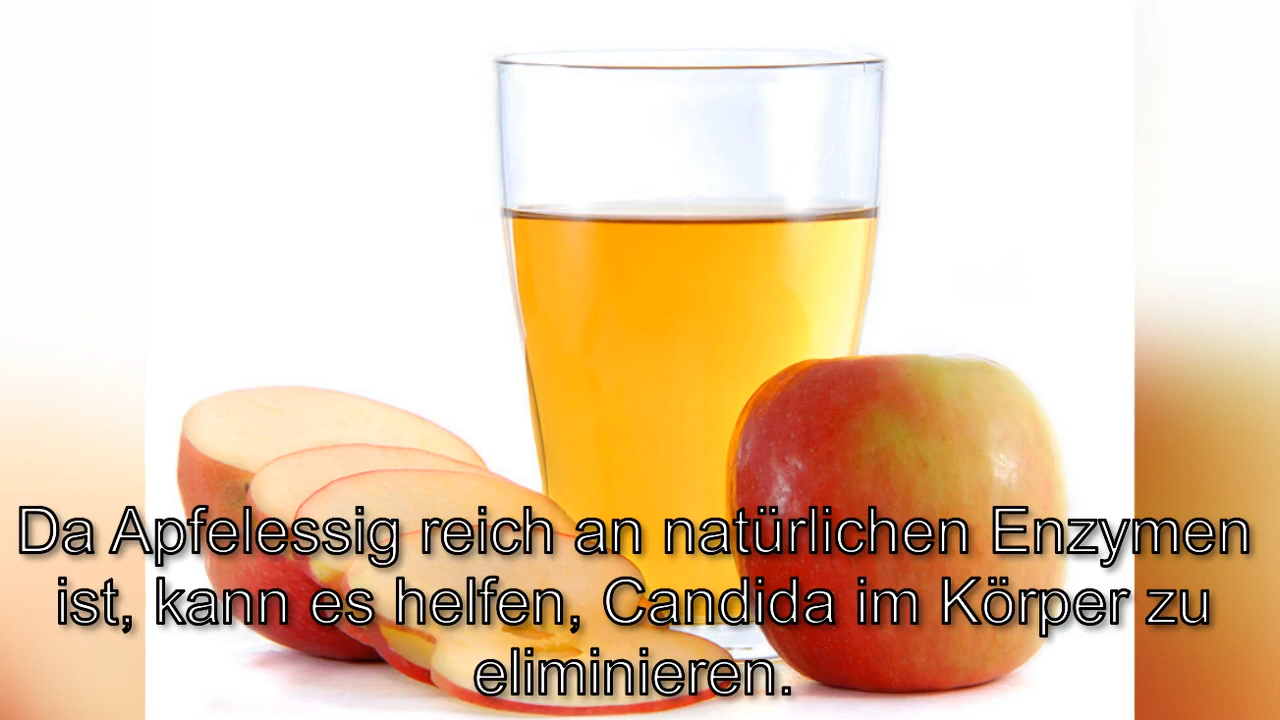 Da Apfelessig reich an natürlichen Enzymen
ist, kann es helfen, Candida im Körper zu
eliminieren.